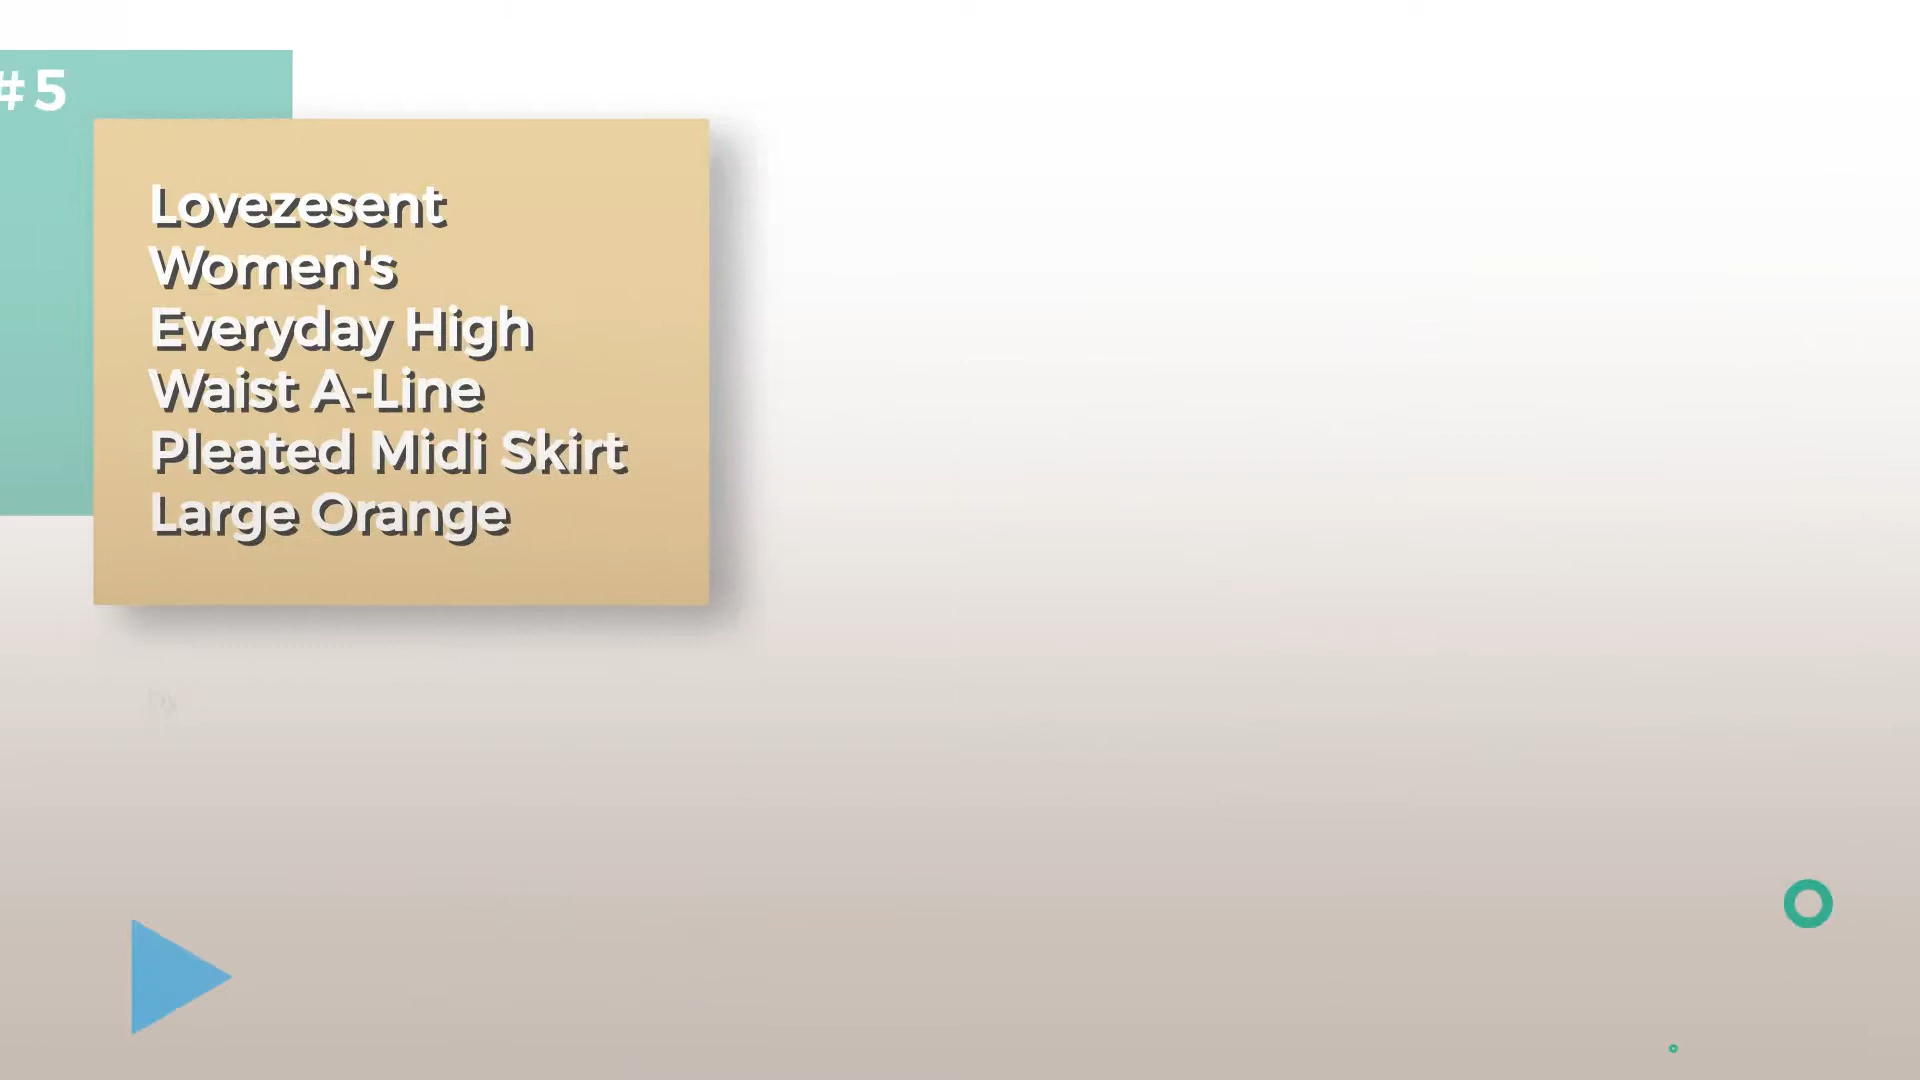 #5
Lovezesent
Women's
Everyday High
Waist A-Line
Pleated Midi Skirt
Large Orange